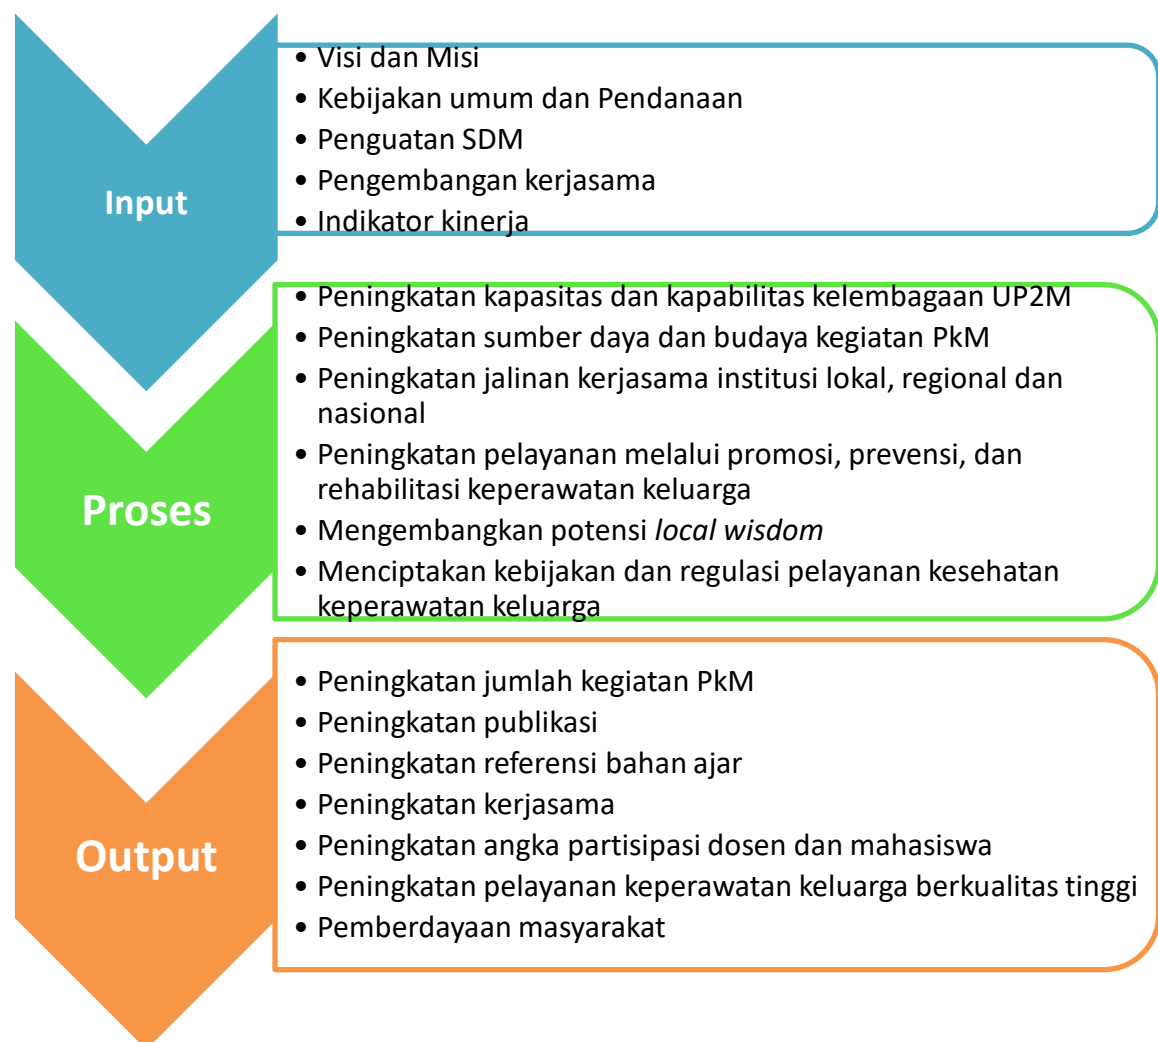 Input
• Visi dan Misi
• Kebijakan umum dan Pendanaan
• Penguatan SDM
• Pengembangan kerjasama
• Indikator kinerja
Proses
• Peningkatan kapasitas dan kapabilitas kelembagaan UP2M
• Peningkatan sumber daya dan budaya kegiatan PkM
• Peningkatan jalinan kerjasama institusi lokal, regional dan
nasional
• Peningkatan pelayanan melalui promosi, prevensi, dan
rehabilitasi keperawatan keluarga
• Mengembangkan potensi local wisdom
• Menciptakan kebijakan dan regulasi pelayanan kesehatan
keperawatan keluarga
Output
• Peningkatan jumlah kegiatan PkM
• Peningkatan publikasi
• Peningkatan referensi bahan ajar
• Peningkatan kerjasama
• Peningkatan angka partisipasi dosen dan mahasiswa
• Peningkatan pelayanan keperawatan keluarga berkualitas tinggi
• Pemberdayaan masyarakat